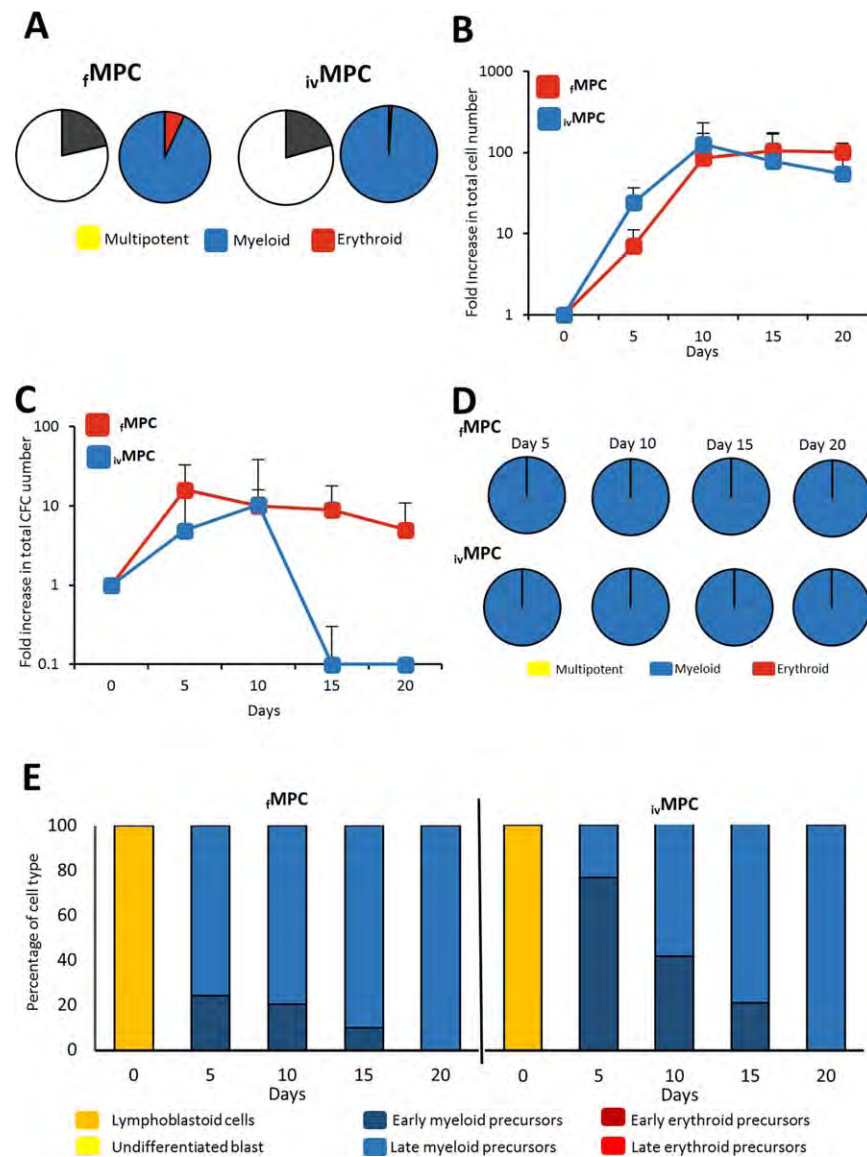 A
fMPC
ivMPC
Multipotent Myeloid Erythroid
B
Fold Increase in total cell number
1000
100
10
1
fMPC
ivMPC
0 5 10 15 20
Days
C
Fold increase in total CFC uumber
100
10
1
0.1
fMPC
ivMPC
0 5 10 15 20
Days
D
fMPC
Day 5 Day 10 Day 15 Day 20
ivMPC
Multipotent Myeloid Erythroid
E
fMPC
ivMPC
Percentage of cell type
100
80
60
40
20
0
0 5 10 15 20 0 5 10 15 20
Days Days
Lymphoblastoid cells Early myeloid precursors Early erythroid precursors
Undifferentiated blast Late myeloid precursors Late erythroid precursors